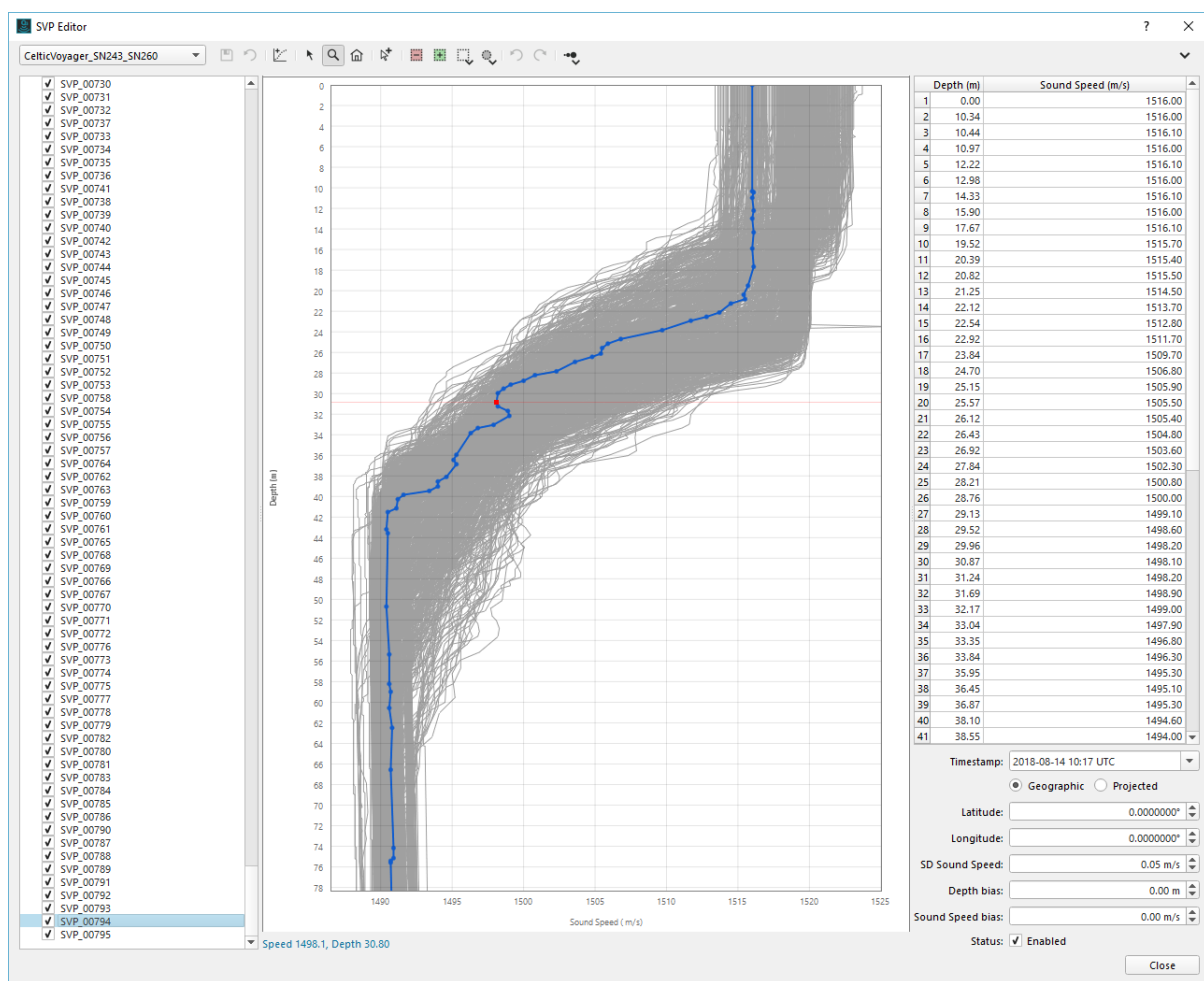 SVP Editor
? ×
CelticVoyager_SN243_SN260
SVP_00730
SVP_00731
SVP_00732
SVP_00737
SVP_00733
SVP_00734
SVP_00735
SVP_00736
SVP_00741
SVP_00738
SVP_00739
SVP_00740
SVP_00742
SVP_00743
SVP_00744
SVP_00745
SVP_00746
SVP_00747
SVP_00748
SVP_00749
SVP_00750
SVP_00751
SVP_00752
SVP_00753
SVP_00758
SVP_00754
SVP_00755
SVP_00756
SVP_00757
SVP_00764
SVP_00762
SVP_00763
SVP_00759
SVP_00760
SVP_00761
SVP_00765
SVP_00768
SVP_00769
SVP_00766
SVP_00767
SVP_00770
SVP_00771
SVP_00772
SVP_00776
SVP_00773
SVP_00774
SVP_00775
SVP_00777
SVP_00778
SVP_00779
SVP_00782
SVP_00780
SVP_00781
SVP_00783
SVP_00784
SVP_00785
SVP_00786
SVP_00790
SVP_00787
SVP_00788
SVP_00789
SVP_00791
SVP_00792
SVP_00793
SVP_00794
SVP_00795
Depth (m)
0
2
4
6
8
10
12
14
16
18
20
22
24
26
28
30
32
34
36
38
40
42
44
46
48
50
52
54
56
58
60
62
64
66
68
70
72
74
76
78
1490 1495 1500 1505 1510 1515 1520 1525
Sound Speed ( m/s)
Speed 1498.1, Depth 30.80
Depth (m) Sound Speed (m/s)
1 0.00 1516.00
2 10.34 1516.00
3 10.44 1516.10
4 10.97 1516.00
5 12.22 1516.10
6 12.98 1516.00
7 14.33 1516.10
8 15.90 1516.00
9 17.67 1516.10
10 19.52 1515.70
11 20.39 1515.40
12 20.82 1515.50
13 21.25 1514.50
14 22.12 1513.70
15 22.54 1512.80
16 22.92 1511.70
17 23.84 1509.70
18 24.70 1506.80
19 25.15 1505.90
20 25.57 1505.50
21 26.12 1505.40
22 26.43 1504.80
23 26.92 1503.60
24 27.84 1502.30
25 28.21 1500.80
26 28.76 1500.00
27 29.13 1499.10
28 29.52 1498.60
29 29.96 1498.20
30 30.87 1498.10
31 31.24 1498.20
32 31.69 1498.90
33 32.17 1499.00
34 33.04 1497.90
35 33.35 1496.80
36 33.84 1496.30
37 35.95 1495.30
38 36.45 1495.10
39 36.87 1495.30
40 38.10 1494.60
41 38.55 1494.00
Timestamp: 2018-08-14 10:17 UTC
Geographic Projected
Latitude: 0.0000000°
Longitude: 0.0000000°
SD Sound Speed: 0.05 m/s
Depth bias: 0.00 m
Sound Speed bias: 0.00 m/s
Status: Enabled
Close